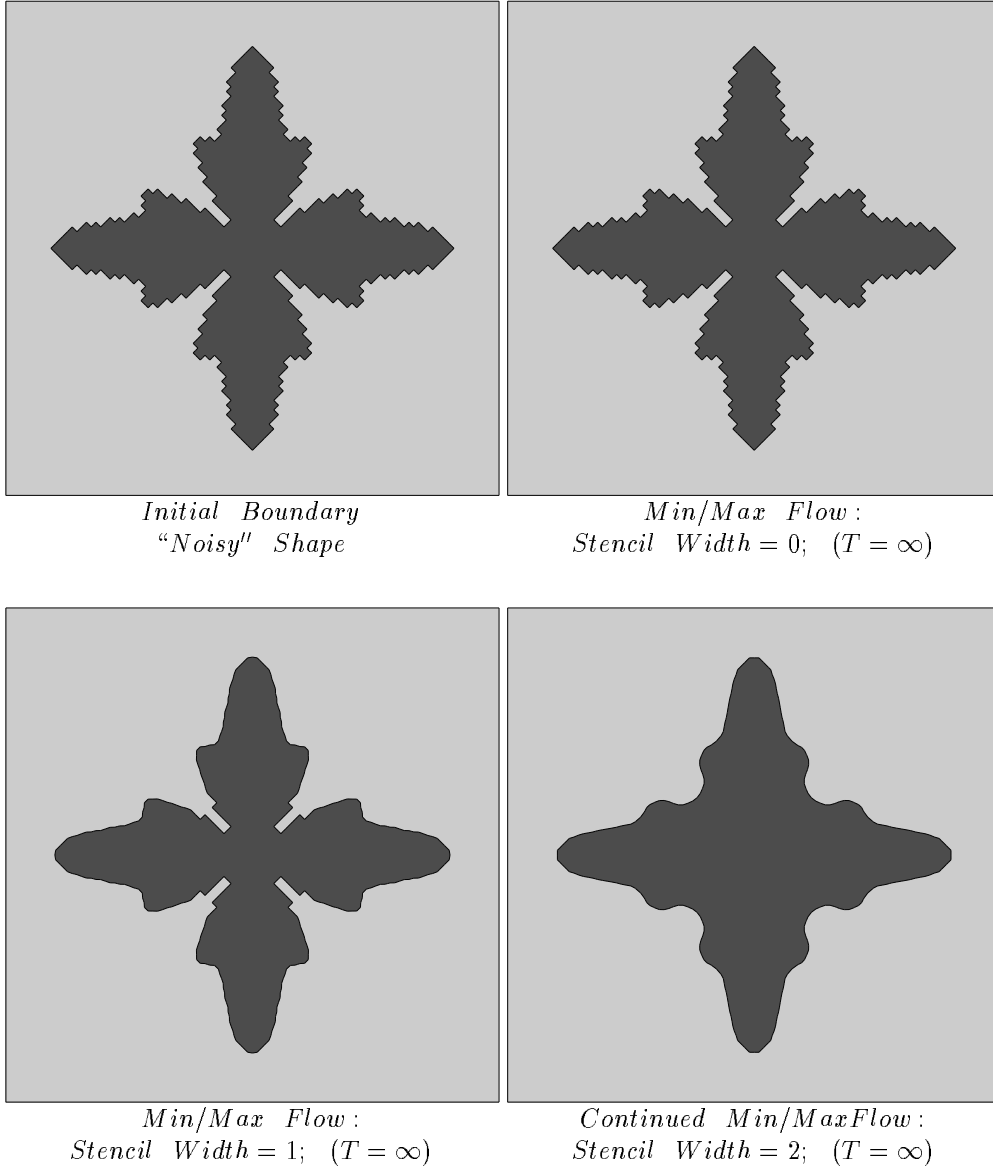 Initial Boundary
“Noisy" Shape
Min/Max Flow :
Stencil Width = 0; (T = ∞)
Min/Max Flow :
Stencil Width = 1; (T = ∞)
Continued Min/MaxFlow :
Stencil Width = 2; (T = ∞)